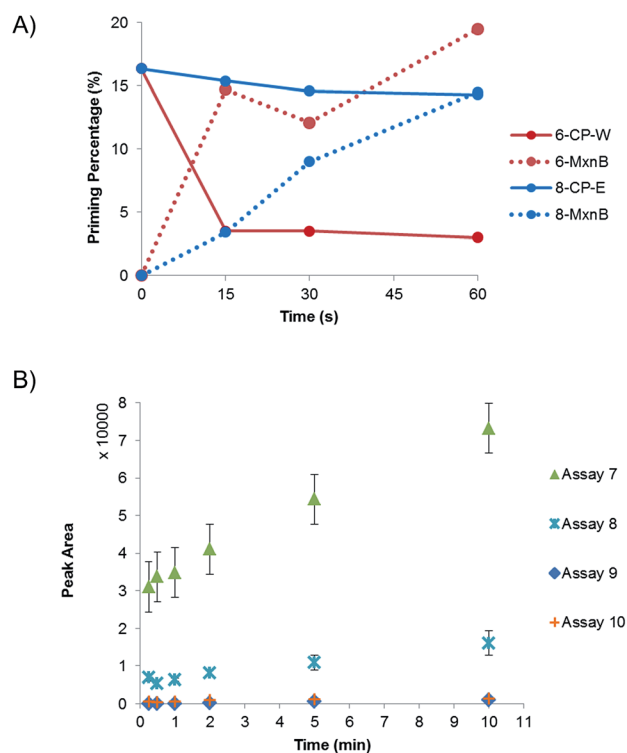 A)
Priming Percentage (%)
20
15
10
5
0
0 15 30 45 60
Time (s)
6-CP-W
6-MxnB
8-CP-E
8-MxnB
B)
x 10000
Peak Area
8
7
6
5
4
3
2
1
0
0 1 2 3 4 5 6 7 8 9 10 11
Time (min)
Assay 7
Assay 8
Assay 9
Assay 10